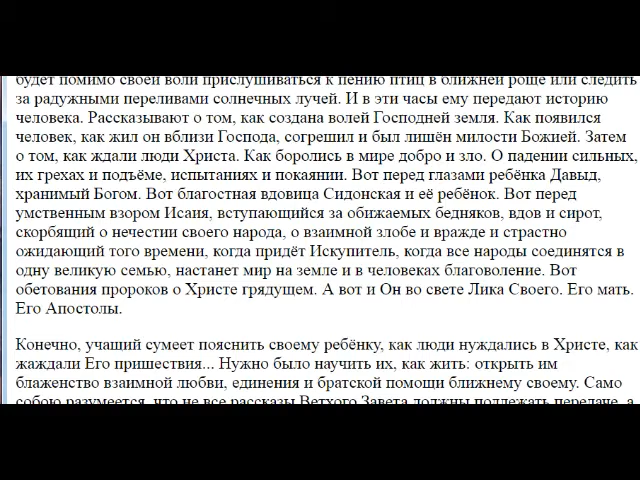 будет помимо своей воли прислушиваться к пению птиц в ближней роще или следить
за радужными переливами солнечных лучей. И в эти часы ему передают историю
человека. Рассказывают о том, как создана волей Господней земля. Как появился
человек, как жил он вблизи Господа, согрешил и был лишён милости Божией. Затем
о том, как ждали люди Христа. Как боролись в мире добро и зло. О падении сильных,
их грехах и подъёме, испытаниях и покаянии. Вот перед глазами ребёнка Давыд,
хранимый Богом. Вот благостная вдовица Сидонская и её ребёнок. Вот перед
умственным взором Исаия, вступающийся за обижаемых бедняков, вдов и сирот,
скорбящий о нечестии своего народа, о взаимной злобе и вражде и страстно
ожидающий того времени, когда придёт Искупитель, когда все народы соединятся в
одну великую семью, настанет мир на земле и в человеках благоволение. Вот
обетования пророков о Христе грядущем. А вот и Он во свете Лика Своего. Его мать.
Его Апостолы.
Конечно, учащий сумеет пояснить своему ребёнку, как люди нуждались в Христе, как
жаждали Его пришествия... Нужно было научить их, как жить: открыть им
блаженство взаимной любви, единения и братской помощи ближнему своему. Само
собою разумеется, что не все рассказы Ветхого Завета должны подлежать передаче, а